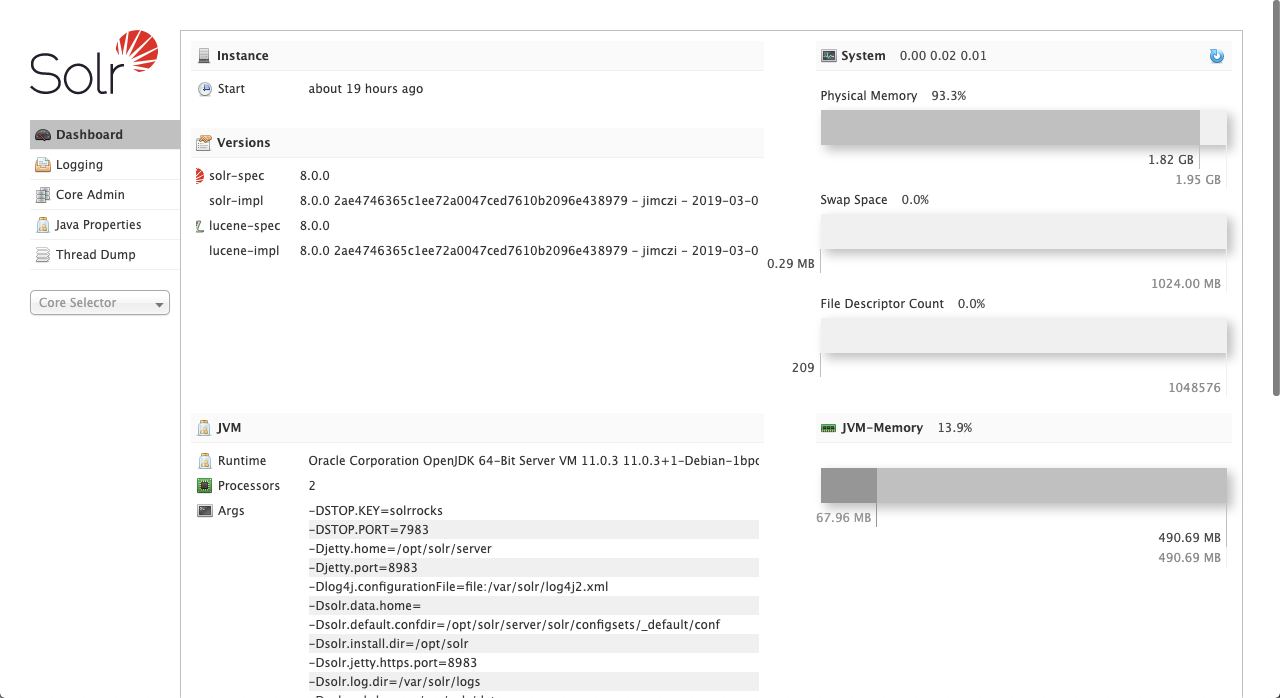 Solr
Dashboard
Logging
Core Admin
Java Properties
Thread Dump
Core Selector
Instance
Start about 19 hours ago
Versions
solr-spec 8.0.0
solr-impl 8.0.0 2ae4746365c1ee72a0047ced7610b2096e438979 - jimczi - 2019-03-0
lucene-spec 8.0.0
lucene-impl 8.0.0 2ae4746365c1ee72a0047ced7610b2096e438979 - jimczi - 2019-03-0
System 0.00 0.02 0.01
Physical Memory 93.3%
1.82 GB
1.95 GB
Swap Space 0.0%
0.29 MB
1024.00 MB
File Descriptor Count 0.0%
209
1048576
JVM
Runtime Oracle Corporation OpenJDK 64-Bit Server VM 11.0.3 11.0.3+1-Debian-1bpo
Processors 2
Args -DSTOP.KEY=solrrocks
-DSTOP.PORT=7983
-Djetty.home=/opt/solr/server
-Djetty.port=8983
-Dlog4j.configurationFile=file:/var/solr/log4j2.xml
-Dsolr.data.home=
-Dsolr.default.confdir=/opt/solr/server/solr/configsets/_default/conf
-Dsolr.install.dir=/opt/solr
-Dsolr.jetty.https.port=8983
-Dsolr.log.dir=/var/solr/logs
JVM-Memory 13.9%
67.96 MB
490.69 MB
490.69 MB